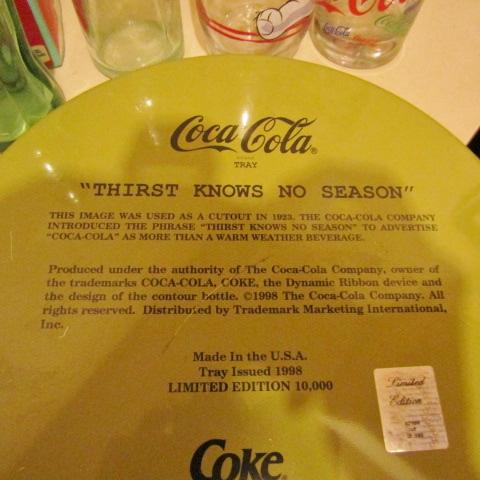 Coca-Cola
Coca-Cola®
TRAY
"THIRST KNOWS NO SEASON"
THIS IMAGE WAS USED AS A CUTOUT IN 1923. THE COCA-COLA COMPANY
INTRODUCED THE PHRASE "THIRST KNOWS NO SEASON" TO ADVERTISE
"COCA-COLA" AS MORE THAN A WARM WEATHER BEVERAGE.
Produced under the authority of The Coca-Cola Company, owner of
the trademarks COCA-COLA, COKE, the Dynamic Ribbon device and
the design of the contour bottle. ©1998 The Coca-Cola Company. All
rights reserved. Distributed by Trademark Marketing International,
Inc.
Made In the U.S.A.
Tray Issued 1998
LIMITED EDITION 10,000
Limited
Edition
Coke®